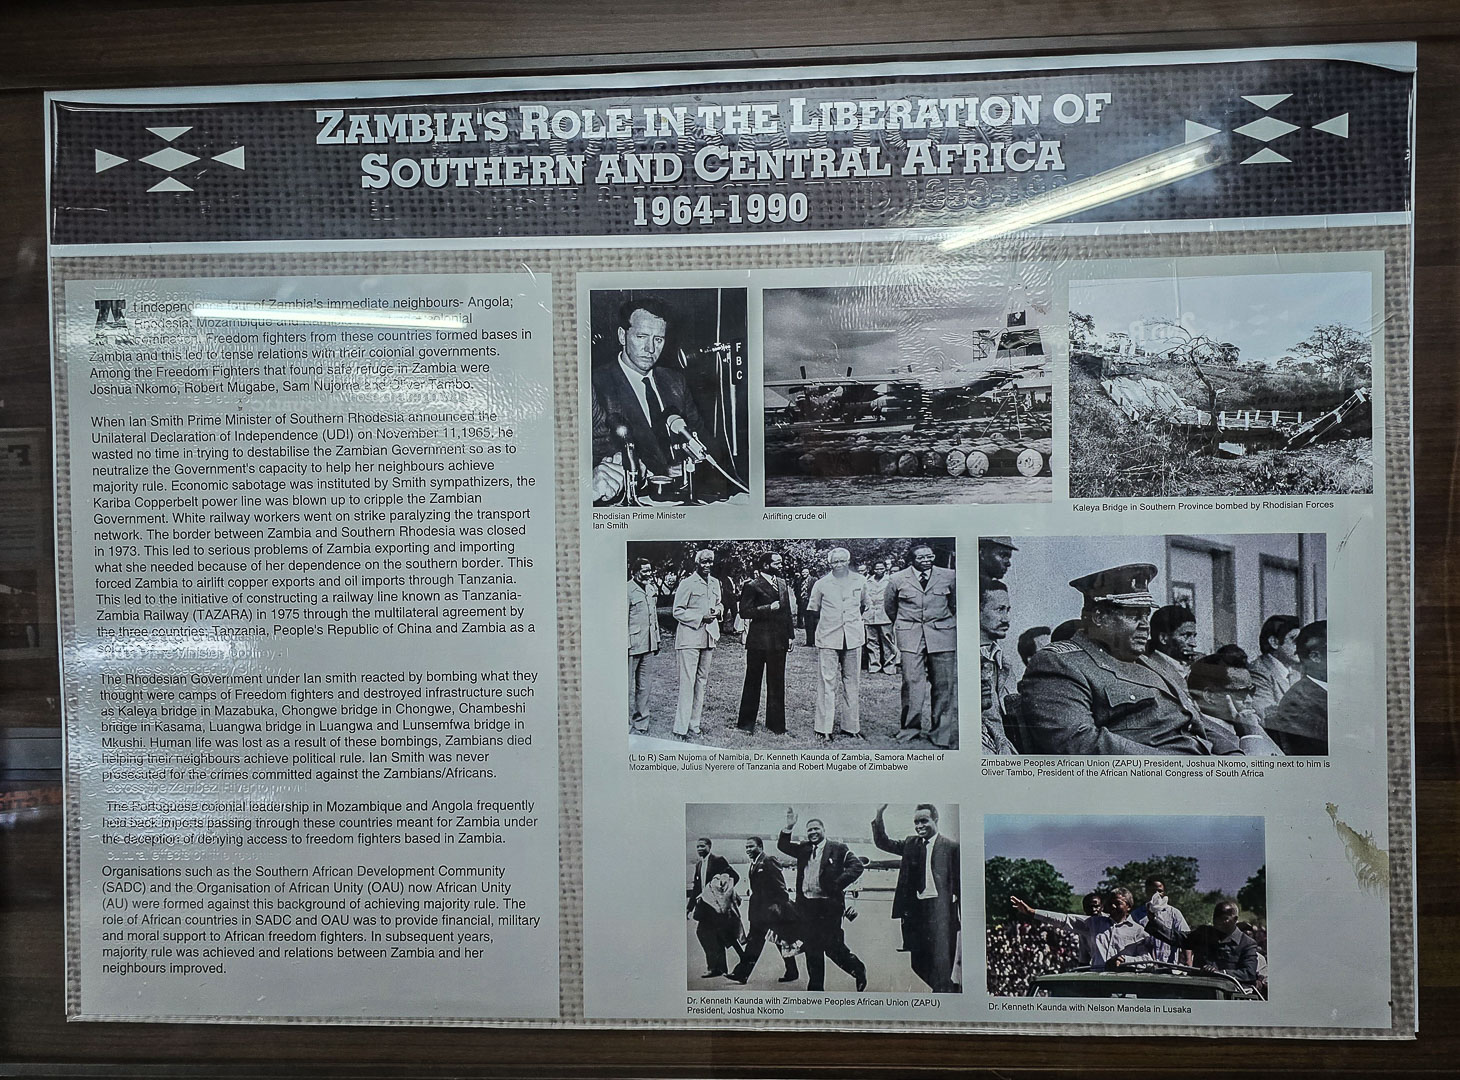 ZAMBIA'S ROLE IN THE LIBERATION OF
SOUTHERN AND CENTRAL AFRICA
1964-1990
At independence four of Zambia's immediate neighbours- Angola;
Rhodesia; Mozambique and colonial
Freedom fighters from these countries formed bases in
Zambia and this led to tense relations with their colonial governments.
Among the Freedom Fighters that found safe refuge in Zambia were
Joshua Nkomo, Robert Mugabe, Sam Nujoma and Oliver Tambo.
When Ian Smith Prime Minister of Southern Rhodesia announced the
Unilateral Declaration of Independence (UDI) on November 11,1965, he
wasted no time in trying to destabilise the Zambian Government so as to
neutralize the Government's capacity to help her neighbours achieve
majority rule. Economic sabotage was instituted by Smith sympathizers, the
Kariba Copperbelt power line was blown up to cripple the Zambian
Government. White railway workers went on strike paralyzing the transport
network. The border between Zambia and Southern Rhodesia was closed
in 1973. This led to serious problems of Zambia exporting and importing
what she needed because of her dependence on the southern border. This
forced Zambia to airlift copper exports and oil imports through Tanzania.
This led to the initiative of constructing a railway line known as Tanzania-
Zambia Railway (TAZARA) in 1975 through the multilateral agreement by
the three countries; Tanzania, People's Republic of China and Zambia as a
The Rhodesian Government under Ian smith reacted by bombing what they
thought were camps of Freedom fighters and destroyed infrastructure such
as Kaleya bridge in Mazabuka, Chongwe bridge in Chongwe, Chambeshi
bridge in Kasama, Luangwa bridge in Luangwa and Lunsemfwa bridge in
Mkushi. Human life was lost as a result of these bombings, Zambians died
helping their neighbours achieve political rule. Ian Smith was never
prosecuted for the crimes committed against the Zambians/Africans.
The Portuguese colonial leadership in Mozambique and Angola frequently
held back imports passing through these countries meant for Zambia under
the deception of denying access to freedom fighters based in Zambia.
Organisations such as the Southern African Development Community
(SADC) and the Organisation of African Unity (OAU) now African Unity
(AU) were formed against this background of achieving majority rule. The
role of African countries in SADC and OAU was to provide financial, military
and moral support to African freedom fighters. In subsequent years,
majority rule was achieved and relations between Zambia and her
neighbours improved.
FBC
Rhodisian Prime Minister
Ian Smith
Airlifting crude oil
Kaleya Bridge in Southern Province bombed by Rhodisian Forces
(L to R) Sam Nujoma of Namibia, Dr. Kenneth Kaunda of Zambia, Samora Machel of
Mozambique, Julius Nyerere of Tanzania and Robert Mugabe of Zimbabwe
Zimbabwe Peoples African Union (ZAPU) President, Joshua Nkomo, sitting next to him is
Oliver Tambo, President of the African National Congress of South Africa
Dr. Kenneth Kaunda with Zimbabwe Peoples African Union (ZAPU)
President, Joshua Nkomo
Dr. Kenneth Kaunda with Nelson Mandela in Lusaka